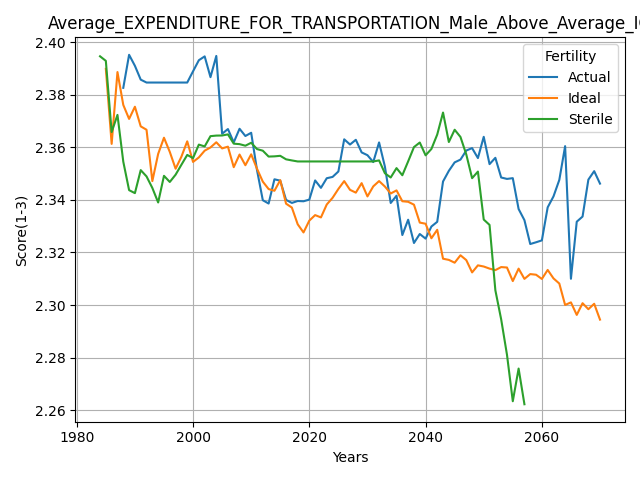 Average_EXPENDITURE_FOR_TRANSPORTATION_Male_Above_Average_I
Fertility
Actual
Ideal
Sterile
Score(1-3)
2.40
2.38
2.36
2.34
2.32
2.30
2.28
2.26
1980
2000
2020
2040
2060
Years